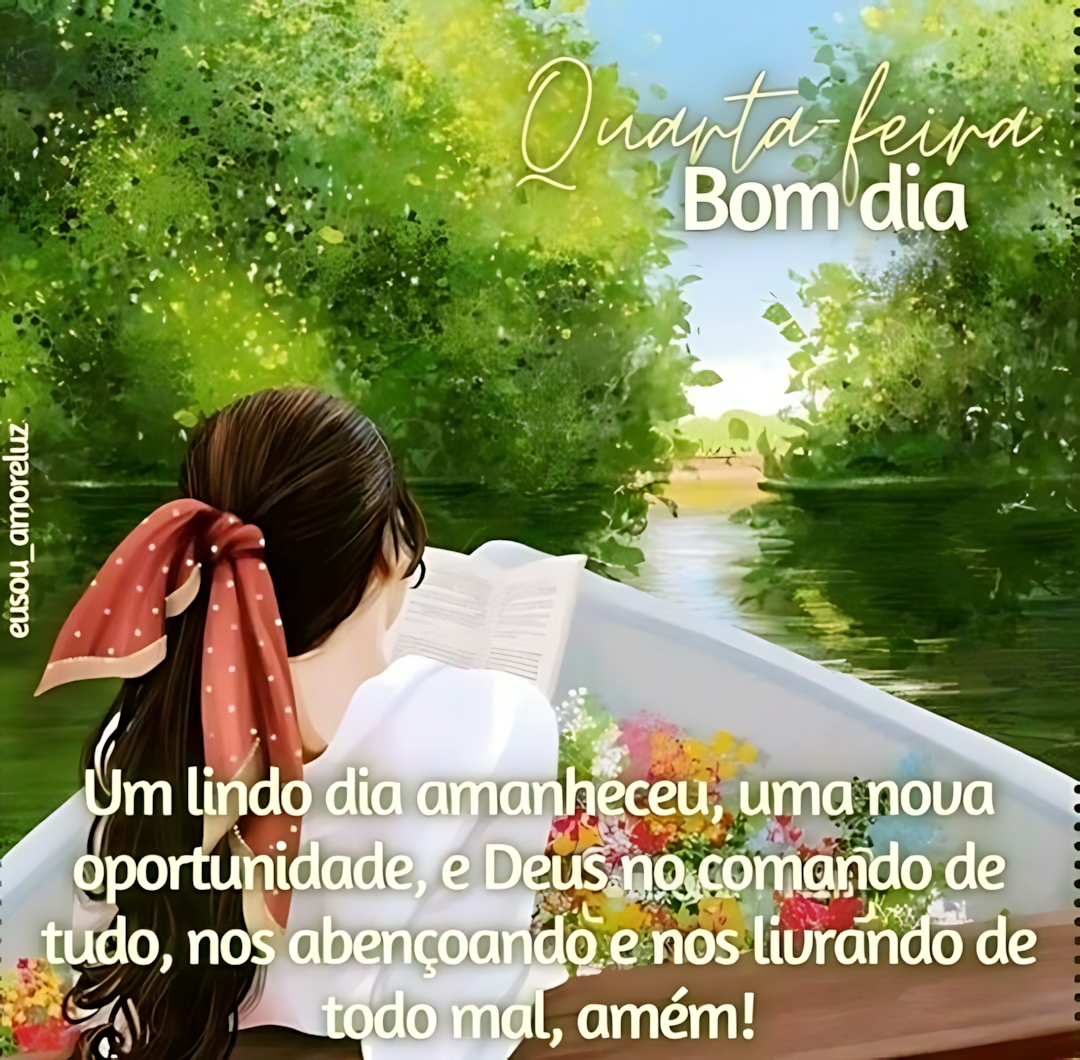 Quarta-feira
Bom dia
eusou_amoreluz
Um lindo dia amanheceu, uma nova
oportunidade, e Deus no comando de
tudo, nos abençoando e nos livrando de
todo mal, amém!